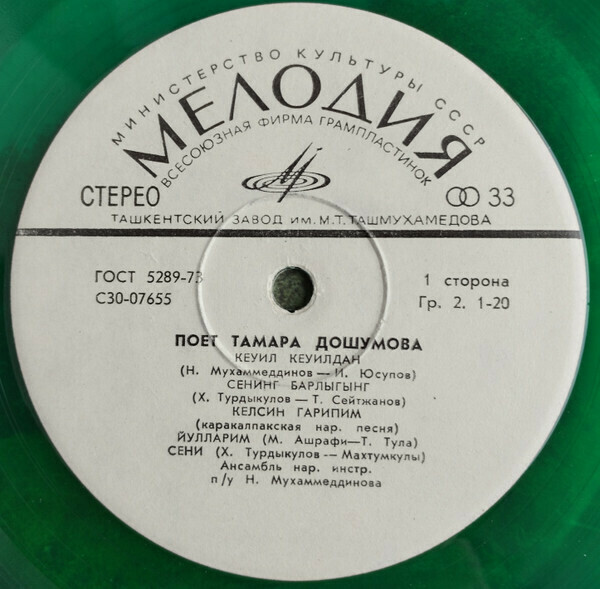 МИНИСТЕРСТВО КУЛЬТУРЫ СССР
МЕЛОДИЯ
ВСЕСОЮЗНАЯ ФИРМА ГРАМПЛАСТИНОК
СТЕРЕО 33
ТАШКЕНТСКИЙ ЗАВОД ИМ. М.Т. ТАШМУХАМЕДОВА
ГОСТ 5289-73 1 сторона
С30-07655 Гр. 2. 1-20
ПОЕТ ТАМАРА ДОШУМОВА
КЕУИЛ КЕУИЛДАН
(Н. Мухаммеддинов — И. Юсупов)
СЕНИНГ БАРЛЫГЫНГ
(Х. Турдыкулов — Т. Сейтжанов)
КЕЛСИН ГАРИПИМ
(каракалпакская нар. песня)
ЙУЛЛАРИМ (М. Ашрафи—Т. Тула)
СЕНИ (Х. Турдыкулов — Махтумкулы)
Ансамбль нар. инстр.
п/у Н. Мухаммеддинова